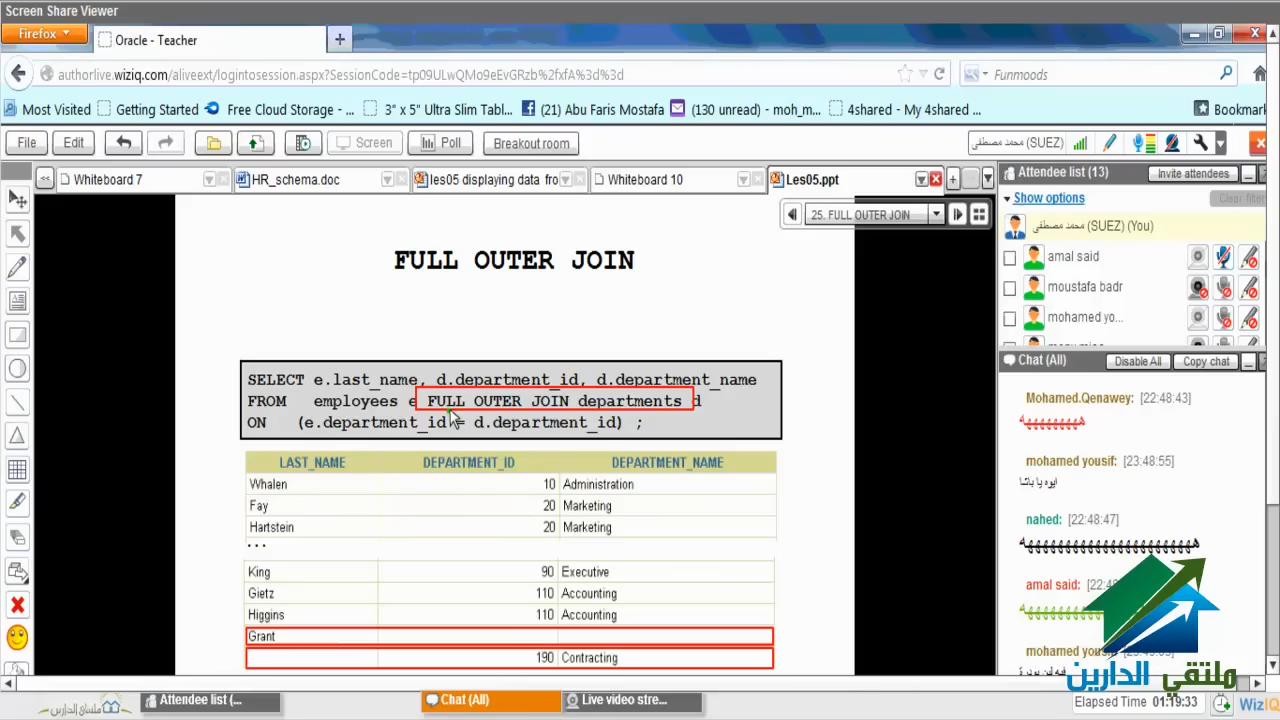 Screen Share Viewer
Firefox
Oracle - Teacher
authorlive.wiziq.com/aliveext/logintosession.aspx?SessionCode=tp09ULwQMo9eEvGRZb%2fxfA%3d%3d
Funmoods
Most Visited Getting Started Free Cloud Storage - ... 3" x 5" Ultra Slim Tabl... (21) Abu Faris Mostafa (130 unread) - moh_m... 4shared - My 4shared ... Bookmark
File Edit Screen Poll Breakout room محمد مصطفى (SUEZ)
Whiteboard 7 HR_schema.doc les05 displaying data fro Whiteboard 10 Les05.ppt
25. FULL OUTER JOIN
Attendee list (13) Invite attendees
Show options Clear filter
محمد مصطفى (SUEZ) (You)
amal said
moustafa badr
mohamed yo...
FULL OUTER JOIN
SELECT e.last_name, d.department_id, d.department_name
FROM employees e FULL OUTER JOIN departments d
ON (e.department_id = d.department_id) ;
LAST_NAME DEPARTMENT_ID DEPARTMENT_NAME
Whalen 10 Administration
Fay 20 Marketing
Hartstein 20 Marketing
...
King 90 Executive
Gietz 110 Accounting
Higgins 110 Accounting
Grant
190 Contracting
Chat (All) Disable All Copy chat
Mohamed.Qenawey: [22:48:43]
mohamed yousif: [23:48:55]
ايوه يا باشا
nahed: [22:48:47]
amal said: [22:48
mohamed yousif:
ملتقي الدارين
Attendee list (... Chat (All) Live video stre... Elapsed Time 01:19:33 WizIQ